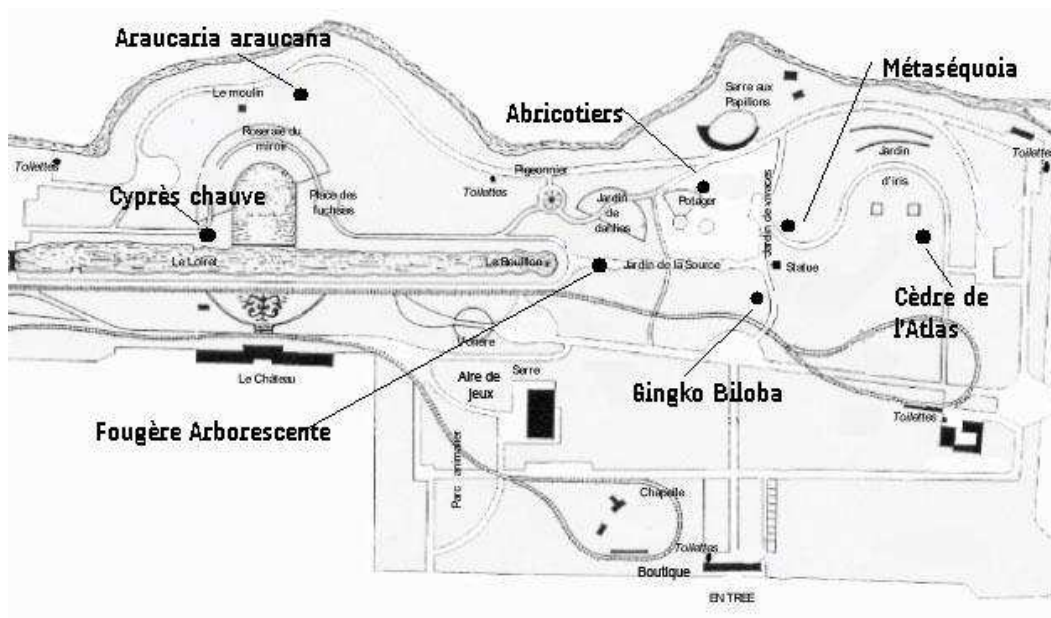 Araucaria araucana
Métaséquoia
Le moulin
Serre aux
Papillons
Abricotiers
Roseraie du
miroir
Toilettes
Toilettes
Jardin
d'iris
Pigeonnier
Cyprès chauve
Toilettes
Place des
fuchsias
Jardin
de
dahlias
Potager
Jardin de vivaces
Le Loiret
Le Bouillon
Jardin de la Source
Statue
Cèdre de
l'Atlas
Volière
Le Château
Aire de
jeux
Serre
Gingko Biloba
Toilettes
Fougère Arborescente
Parc animalier
Chapelle
Toilettes
Boutique
ENTREE